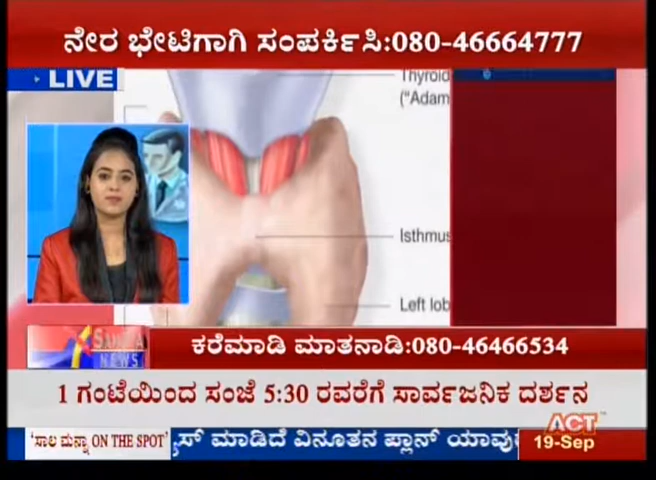 ನೇರ ಭೇಟಿಗಾಗಿ ಸಂಪರ್ಕಿಸಿ:080-46664777
LIVE
Thyroid
("Adam
Isthmus
Left lob
NEWS
ಕರೆಮಾಡಿ ಮಾತನಾಡಿ:080-46466534
1 ಗಂಟೆಯಿಂದ ಸಂಜೆ 5:30 ರವರೆಗೆ ಸಾರ್ವಜನಿಕ ದರ್ಶನ
ACT
'ಸಾಲ ಮನ್ನಾ ON THE SPOT' ಮಾಡಿದೆ ವಿನೂತನ ಪ್ಲಾನ್ ಯಾವುಕ 19-Sep